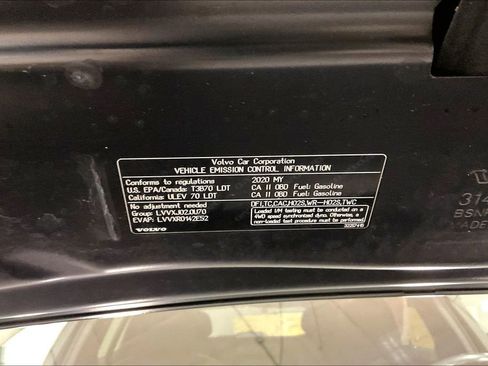 Volvo Car Corporation
VEHICLE EMISSION CONTROL INFORMATION
Conforms to regulations 2020 MY
U.S. EPA/Canada: T3B70 LDT CA II OBD Fuel: Gasoline
California: ULEV 70 LDT CA II OBD Fuel: Gasoline
No adjustment needed DFI,TC,CAC,HO2S,WR-HO2S,TWC
Group: LVVXJ02.0U70
EVAP: LVVXR0142E52
Loaded I/M testing must be conducted on a
4WD speed synchronized dyno. Otherwise, a
non-loaded test procedure must be performed.
VOLVO
314
BSNP